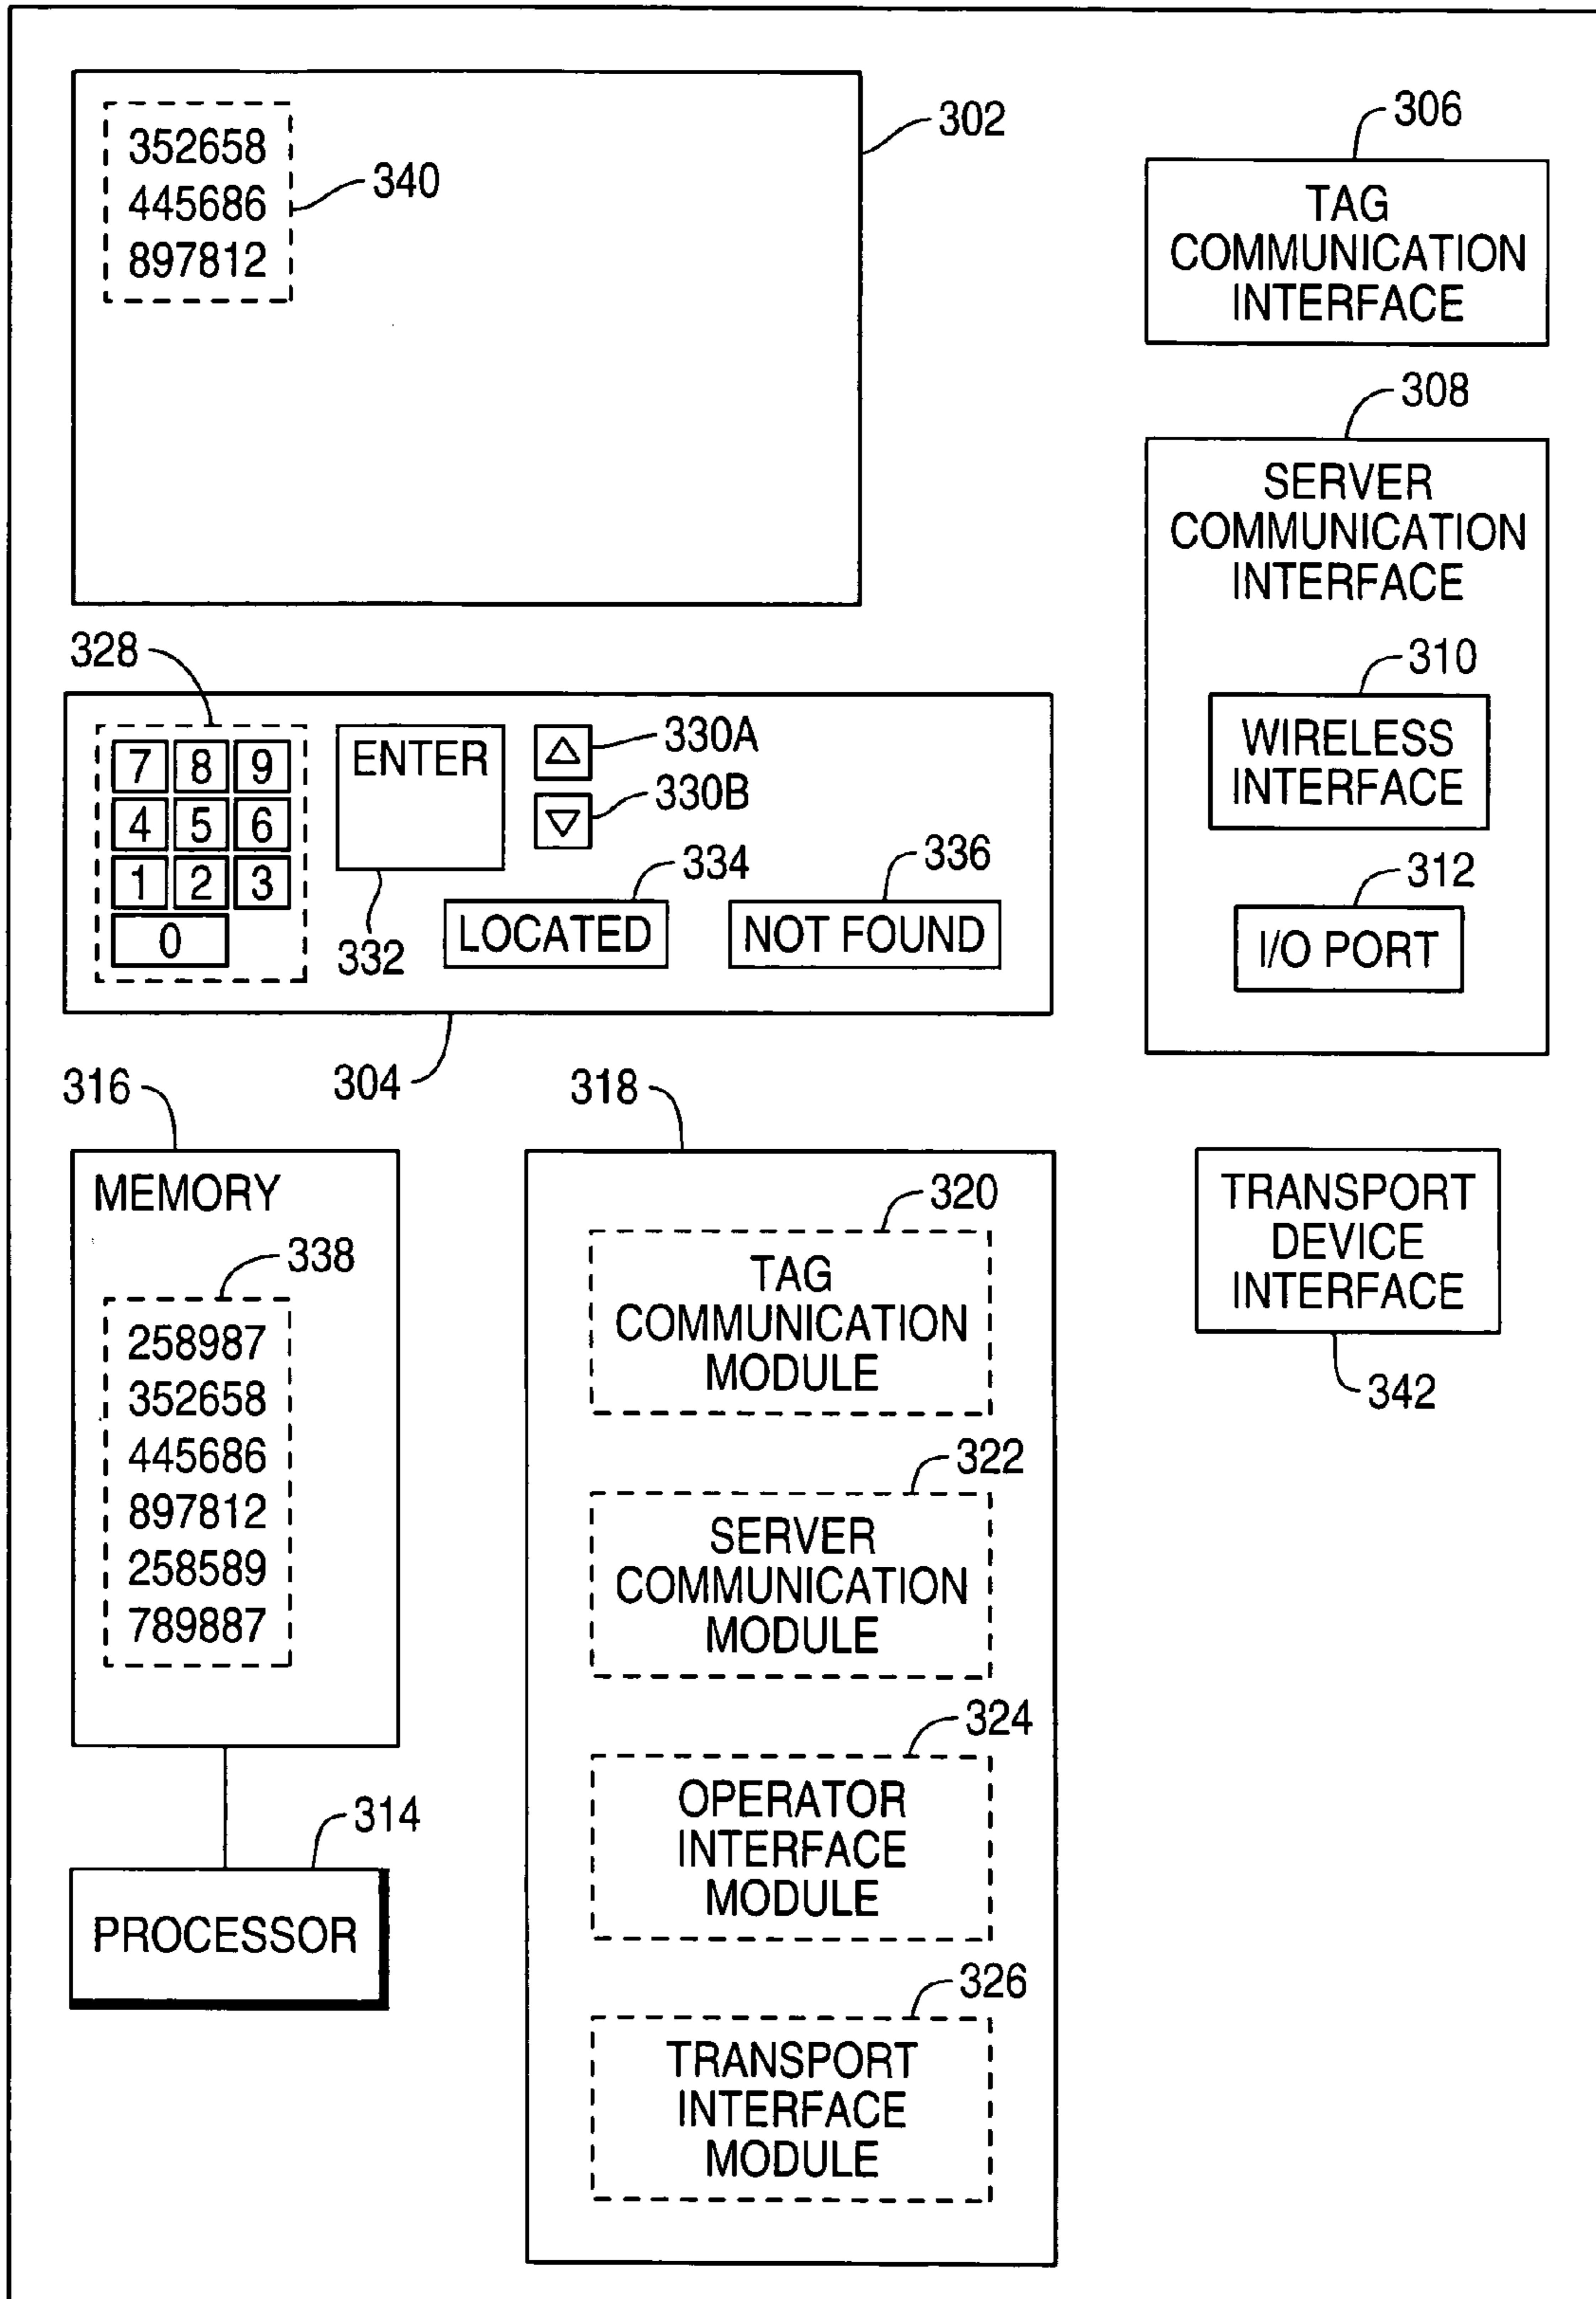 352658
445686
897812
340
302
306
TAG
COMMUNICATION
INTERFACE
308
SERVER
COMMUNICATION
INTERFACE
310
WIRELESS
INTERFACE
312
I/O PORT
328
7 8 9
4 5 6
1 2 3
0
ENTER
332
330A
330B
334
LOCATED
336
NOT FOUND
304
316
MEMORY
338
258987
352658
445686
897812
258589
789887
314
PROCESSOR
318
320
TAG
COMMUNICATION
MODULE
322
SERVER
COMMUNICATION
MODULE
324
OPERATOR
INTERFACE
MODULE
326
TRANSPORT
INTERFACE
MODULE
TRANSPORT
DEVICE
INTERFACE
342